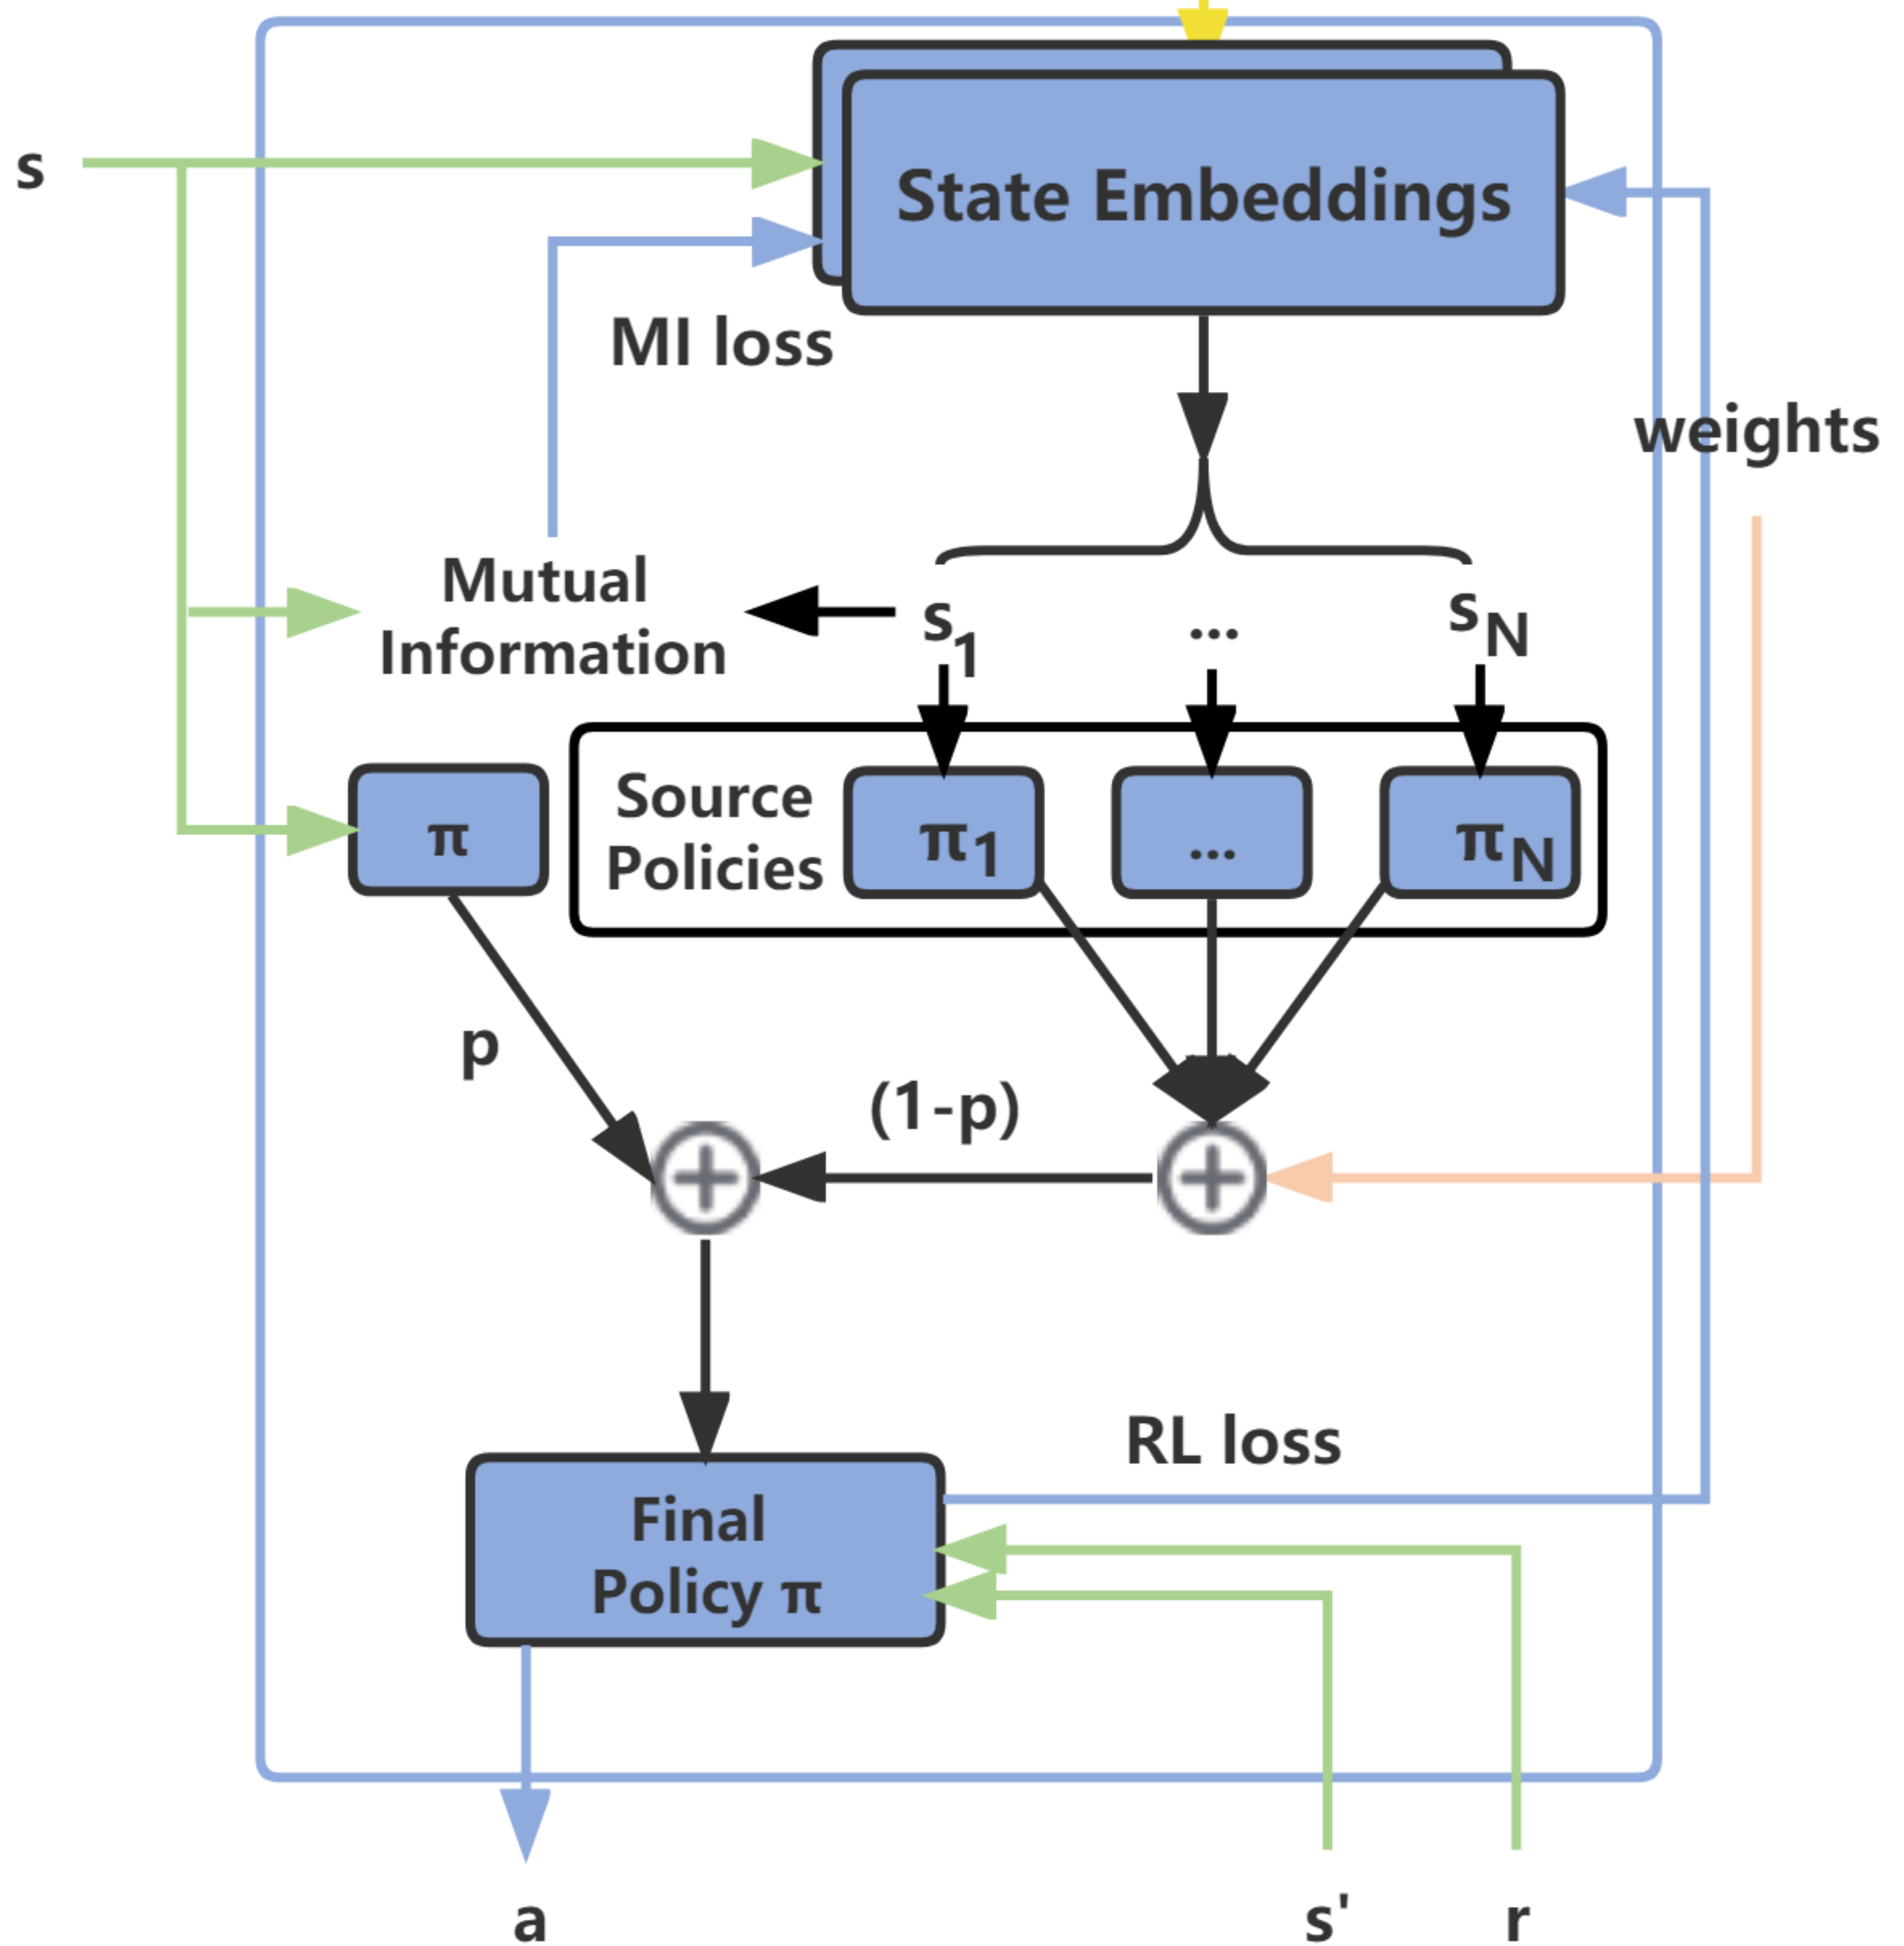 s
State Embeddings
MI loss
weights
Mutual
Information
s1
...
sN
π
Source
Policies
π1
...
πN
p
(1-p)
RL loss
Final
Policy π
a
s'
r